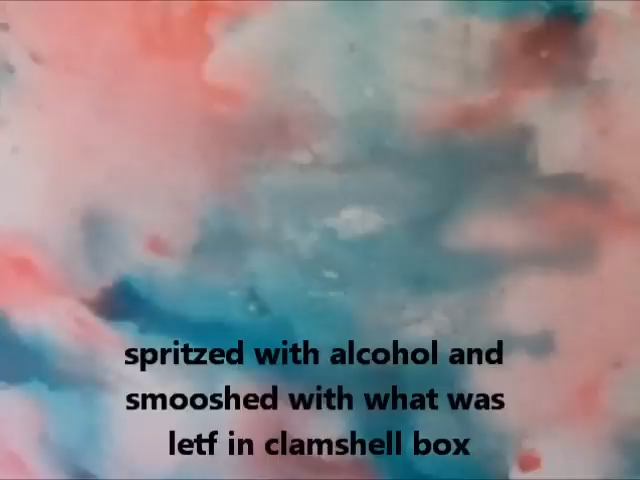 spritzed with alcohol and
smooshed with what was
letf in clamshell box